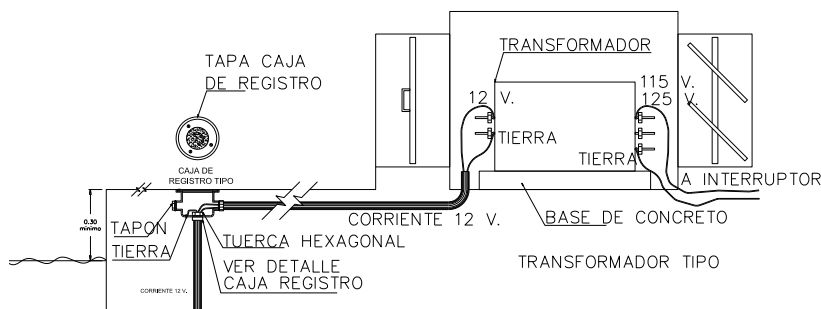 TRANSFORMADOR
TAPA CAJA
DE REGISTRO
115 V.
125 V.
12 V.
TIERRA
TIERRA
CAJA DE
REGISTRO TIPO
A INTERRUPTOR
0.30
mínimo
TAPON
CORRIENTE 12 V.
BASE DE CONCRETO
TIERRA
TUERCA HEXAGONAL
VER DETALLE
CAJA REGISTRO
TRANSFORMADOR TIPO
CORRIENTE 12 V.